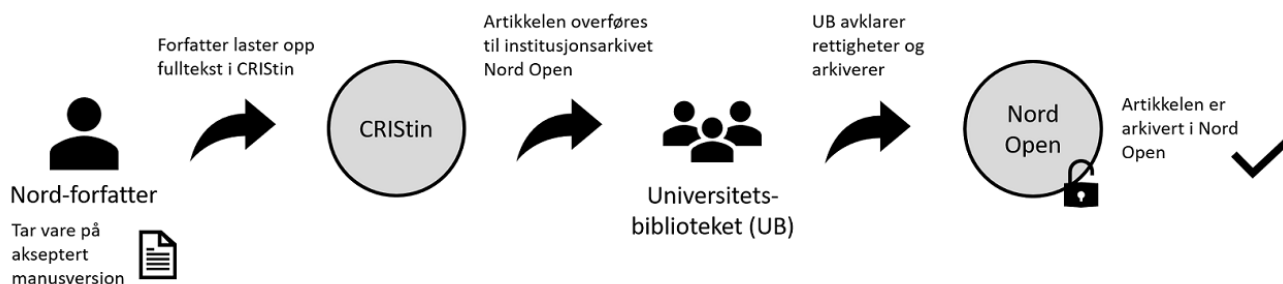 Forfatter laster opp
fulltekst i CRIStin
Artikkelen overføres
til institusjonsarkivet
Nord Open
UB avklarer
rettigheter og
arkiverer
Nord-forfatter
Tar vare på
akseptert
manusversjon
CRIStin
Universitets-
biblioteket (UB)
Nord
Open
Artikkelen er
arkivert i Nord
Open